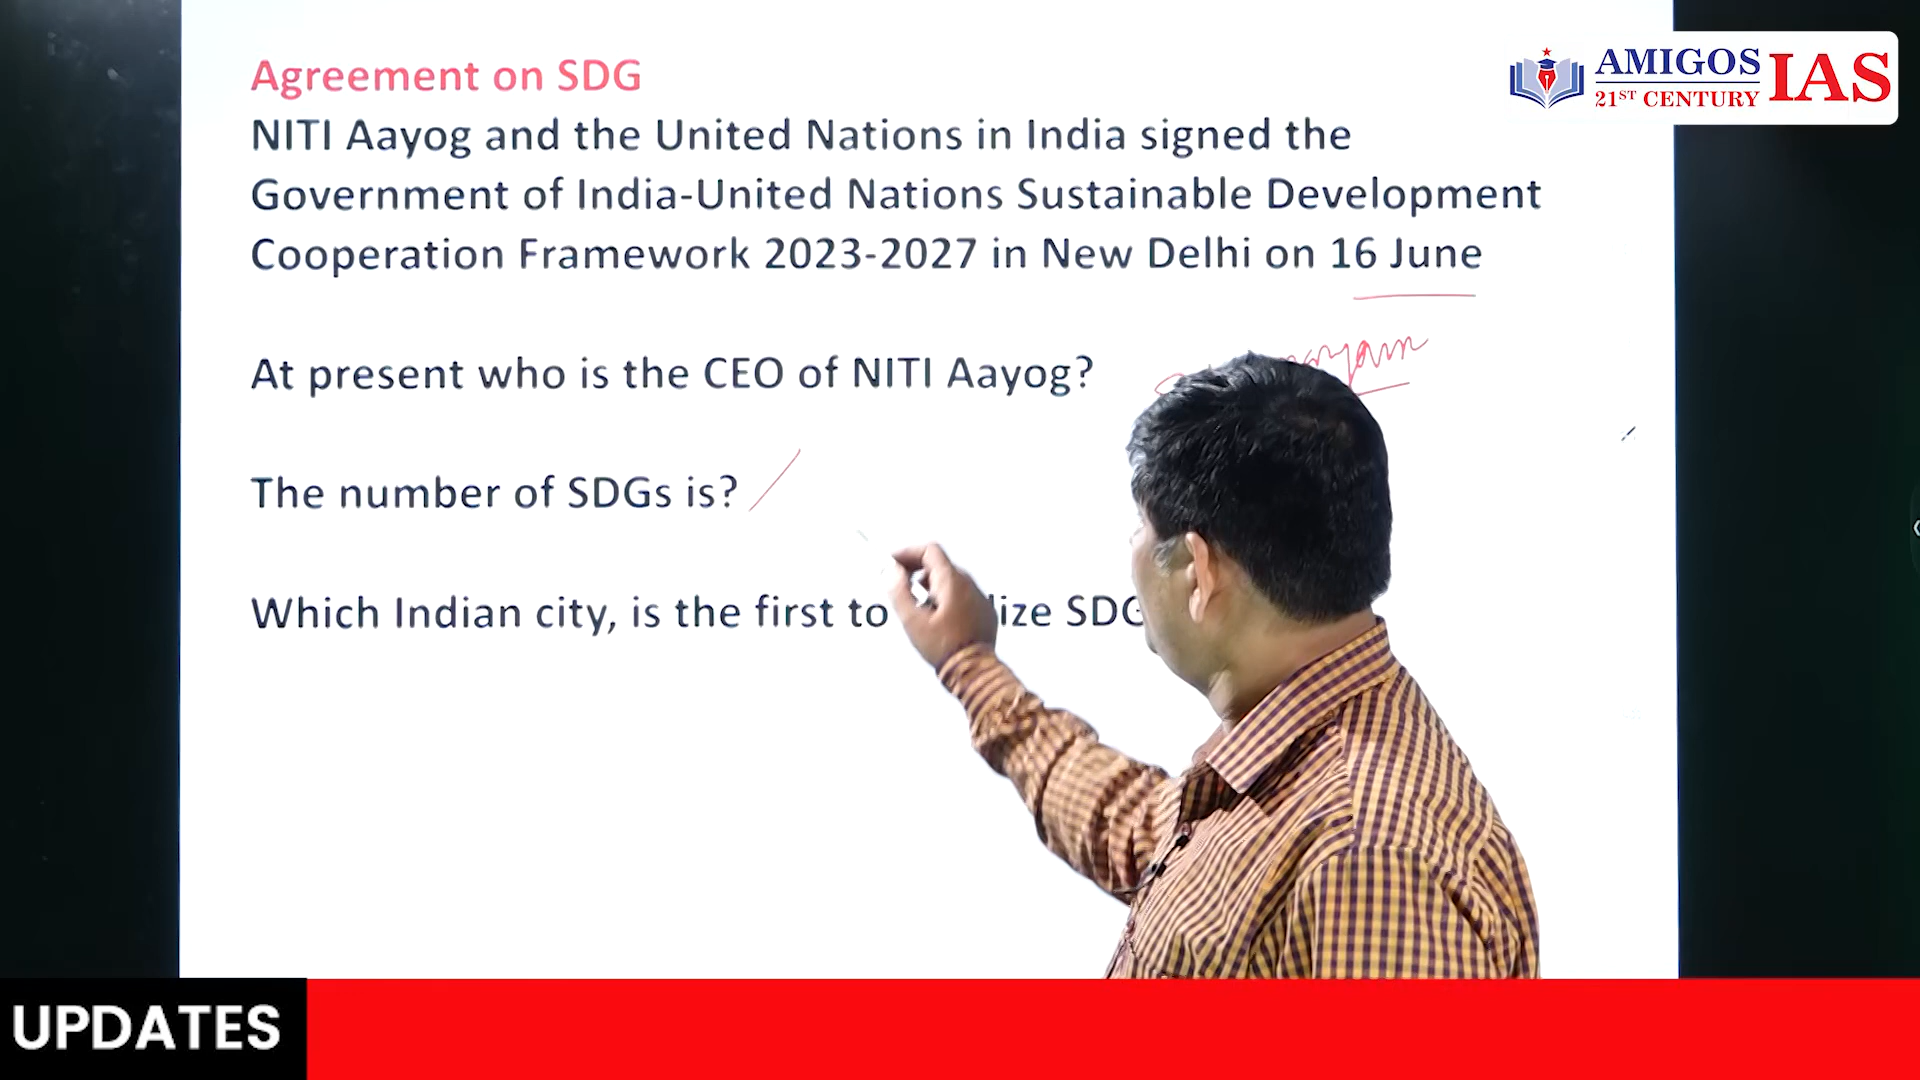 Agreement on SDG
AMIGOS
21ST CENTURY
IAS
NITI Aayog and the United Nations in India signed the
Government of India-United Nations Sustainable Development
Cooperation Framework 2023-2027 in New Delhi on 16 June
At present who is the CEO of NITI Aayog?
The number of SDGs is?
Which Indian city, is the first to
UPDATES